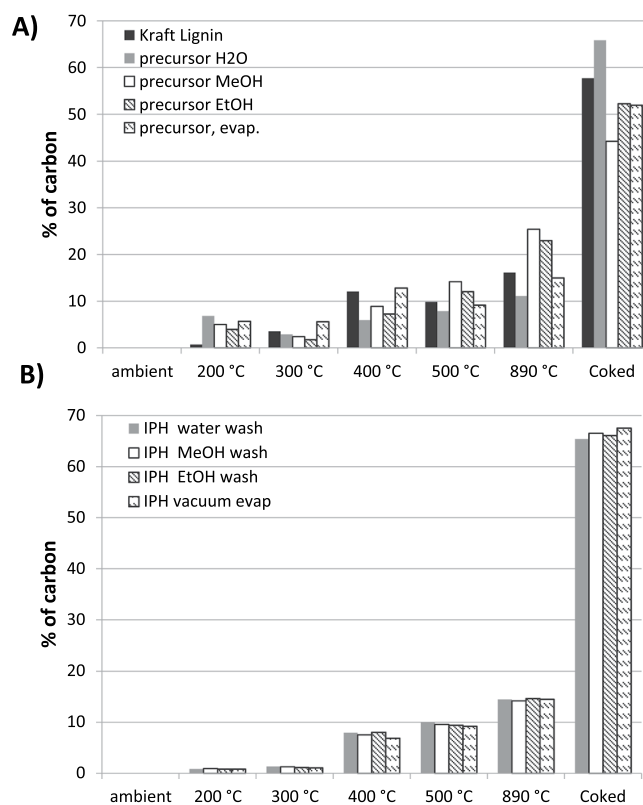 A)
70
60
50
40
30
20
10
0
% of carbon
Kraft Lignin
precursor H2O
precursor MeOH
precursor EtOH
precursor, evap.
ambient 200 °C 300 °C 400 °C 500 °C 890 °C Coked
B)
70
60
50
40
30
20
10
0
% of carbon
IPH water wash
IPH MeOH wash
IPH EtOH wash
IPH vacuum evap
ambient 200 °C 300 °C 400 °C 500 °C 890 °C Coked